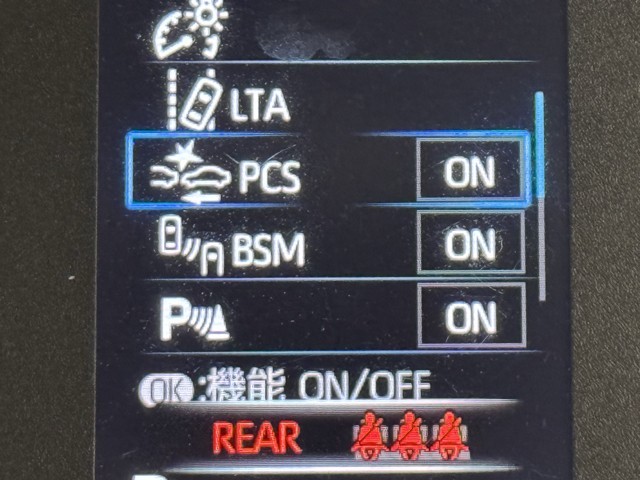 LTA
PCS ON
BSM ON
P ON
OK :機能 ON/OFF
REAR